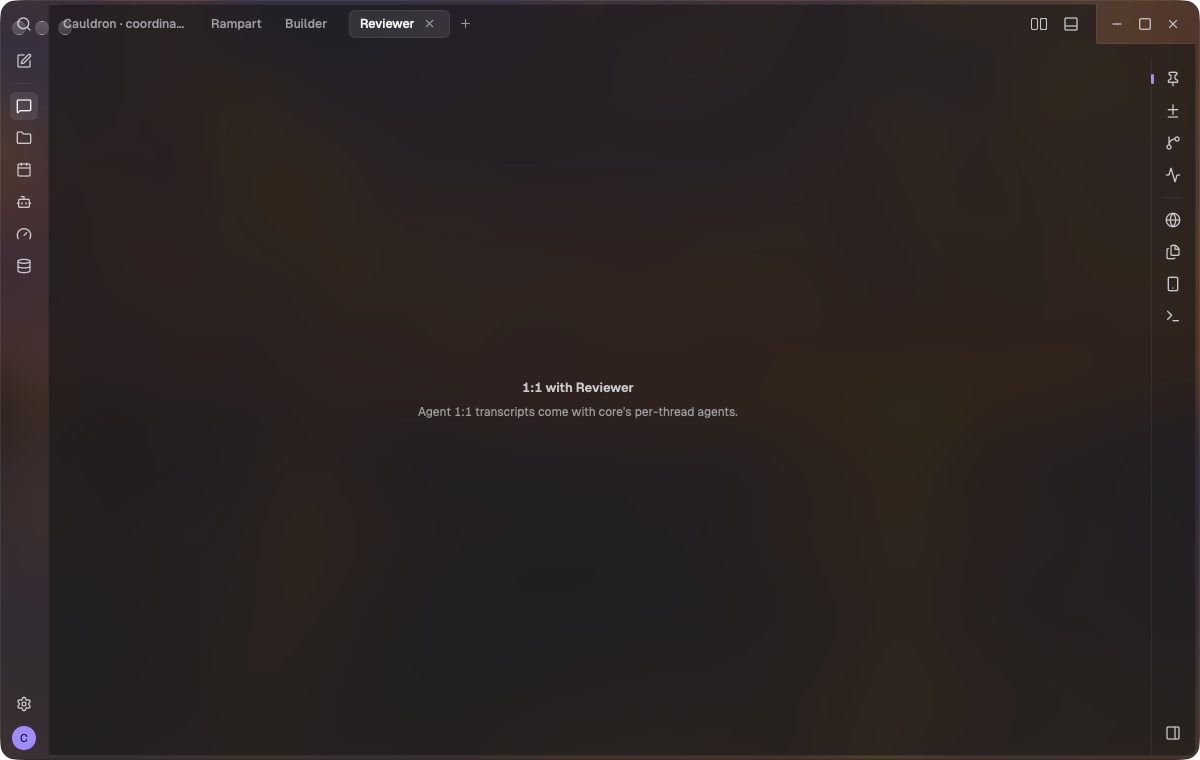 Cauldron · coordina…
Rampart
Builder
Reviewer
1:1 with Reviewer
Agent 1:1 transcripts come with core's per-thread agents.
C